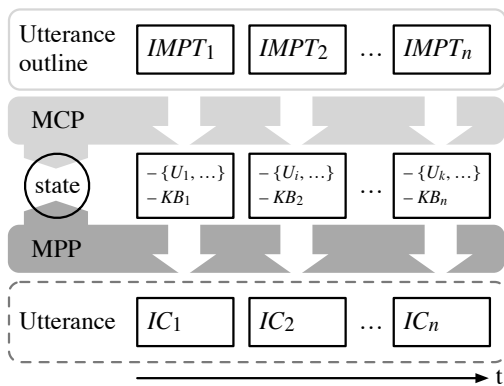 Utterance outline IMPT₁ IMPT₂ … IMPTₙ
MCP
state
– {U₁, …} – {Uᵢ, …} … – {Uₖ, …}
– KB₁ – KB₂ – KBₙ
MPP
Utterance IC₁ IC₂ … ICₙ
t